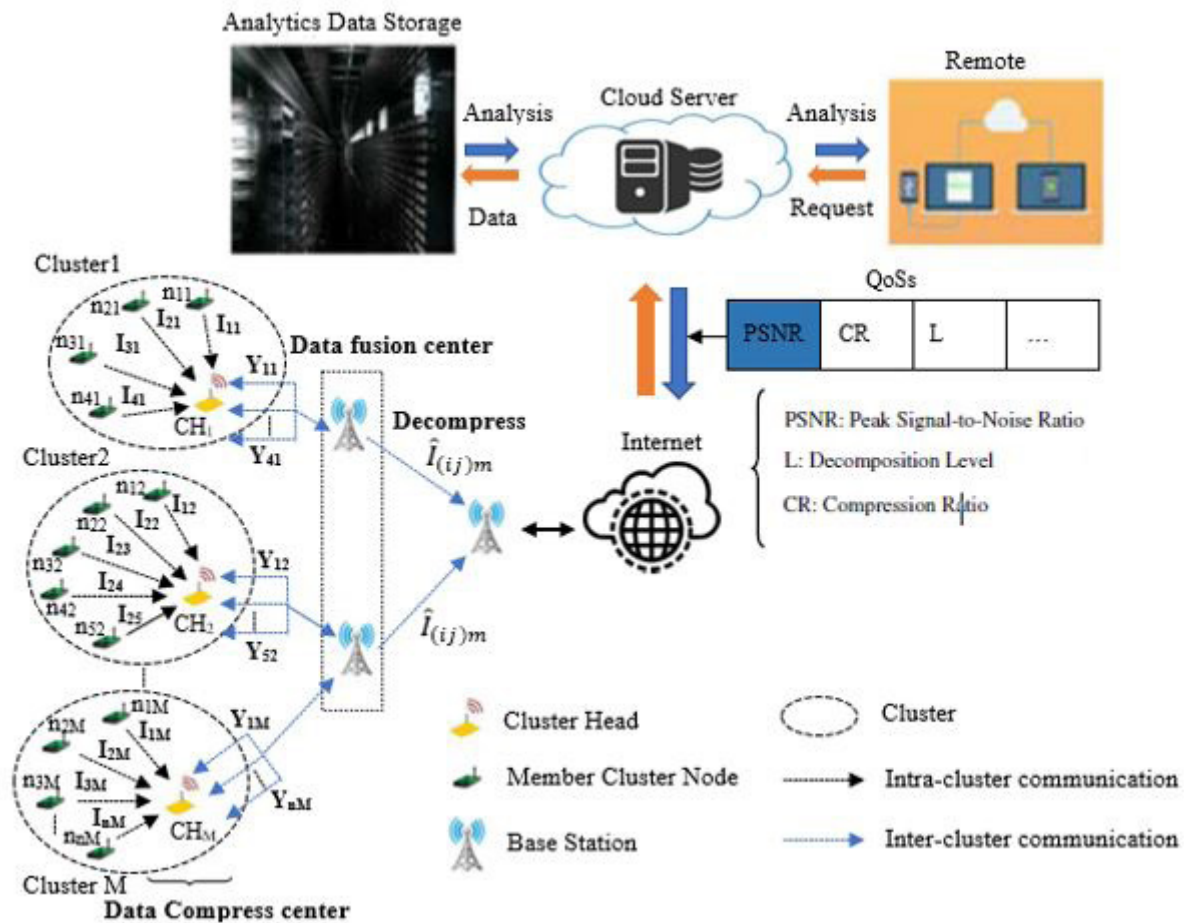 Analytics Data Storage
Remote
Cloud Server
Analysis
Analysis
Data
Request
Cluster1
QoSs
n21
n11
I21
I11
n31
I31
Data fusion center
PSNR
CR
L
...
Y11
n41
I41
CH1
Decompress
PSNR: Peak Signal-to-Noise Ratio
Y41
Î(ij)m
Internet
Cluster2
L: Decomposition Level
n12
I12
n22
I22
CR: Compression Ratio
I23
n32
Y12
I24
n42
I25
CH2
Î(ij)m
n52
Y52
n1M
Y1M
Cluster Head
Cluster
n2M
I1M
I2M
n3M
I3M
Member Cluster Node
Intra-cluster communication
YnM
InM
nnM
CHM
Base Station
Inter-cluster communication
Cluster M
Data Compress center